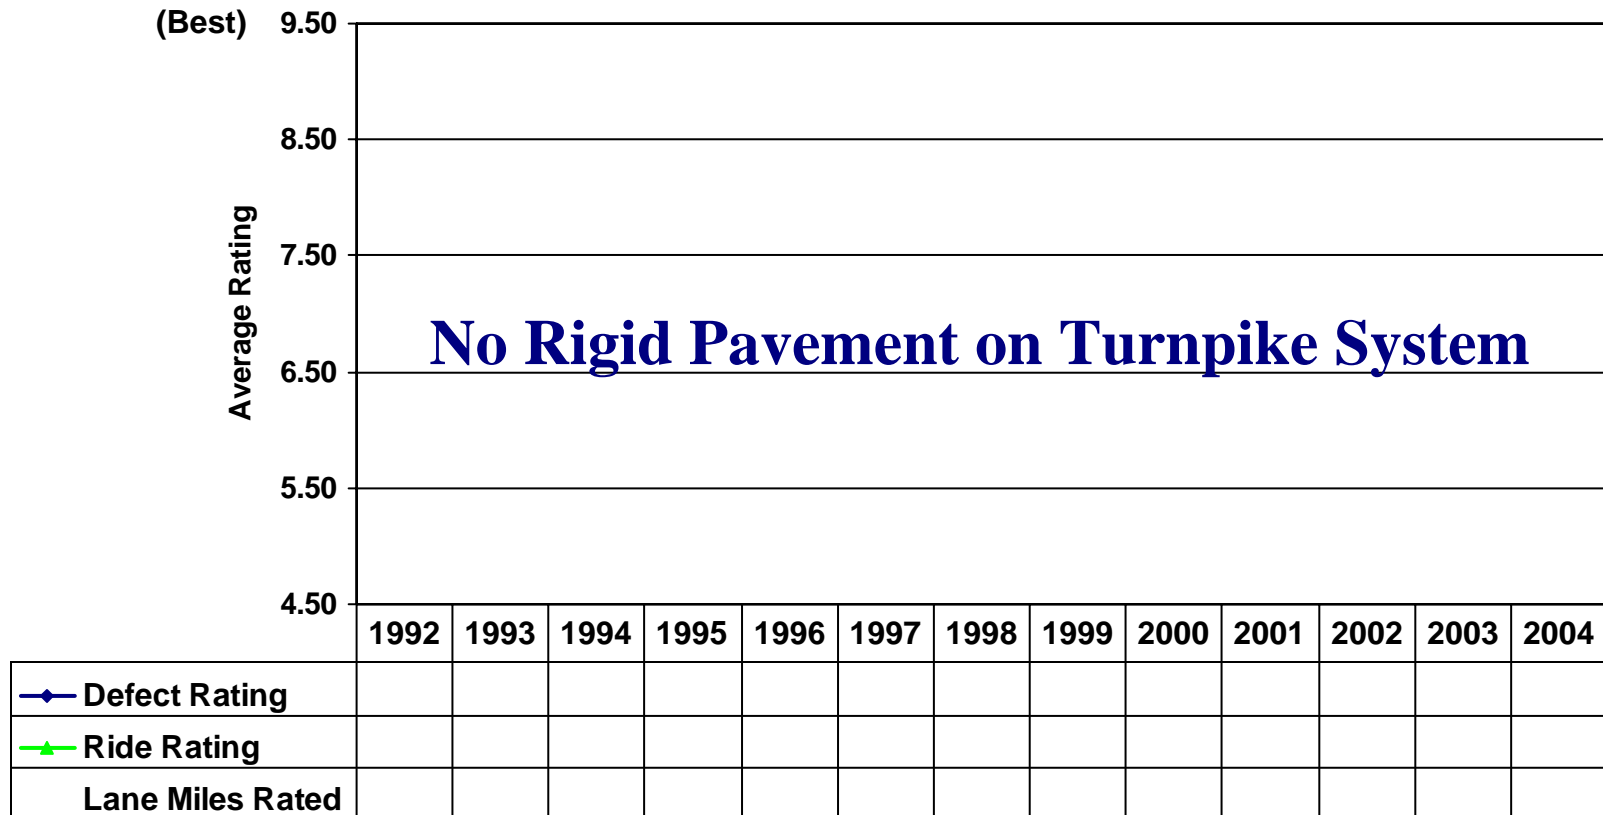 (Best) 9.50
8.50
7.50
Average Rating
No Rigid Pavement on Turnpike System
6.50
5.50
4.50
1992 1993 1994 1995 1996 1997 1998 1999 2000 2001 2002 2003 2004
Defect Rating
Ride Rating
Lane Miles Rated